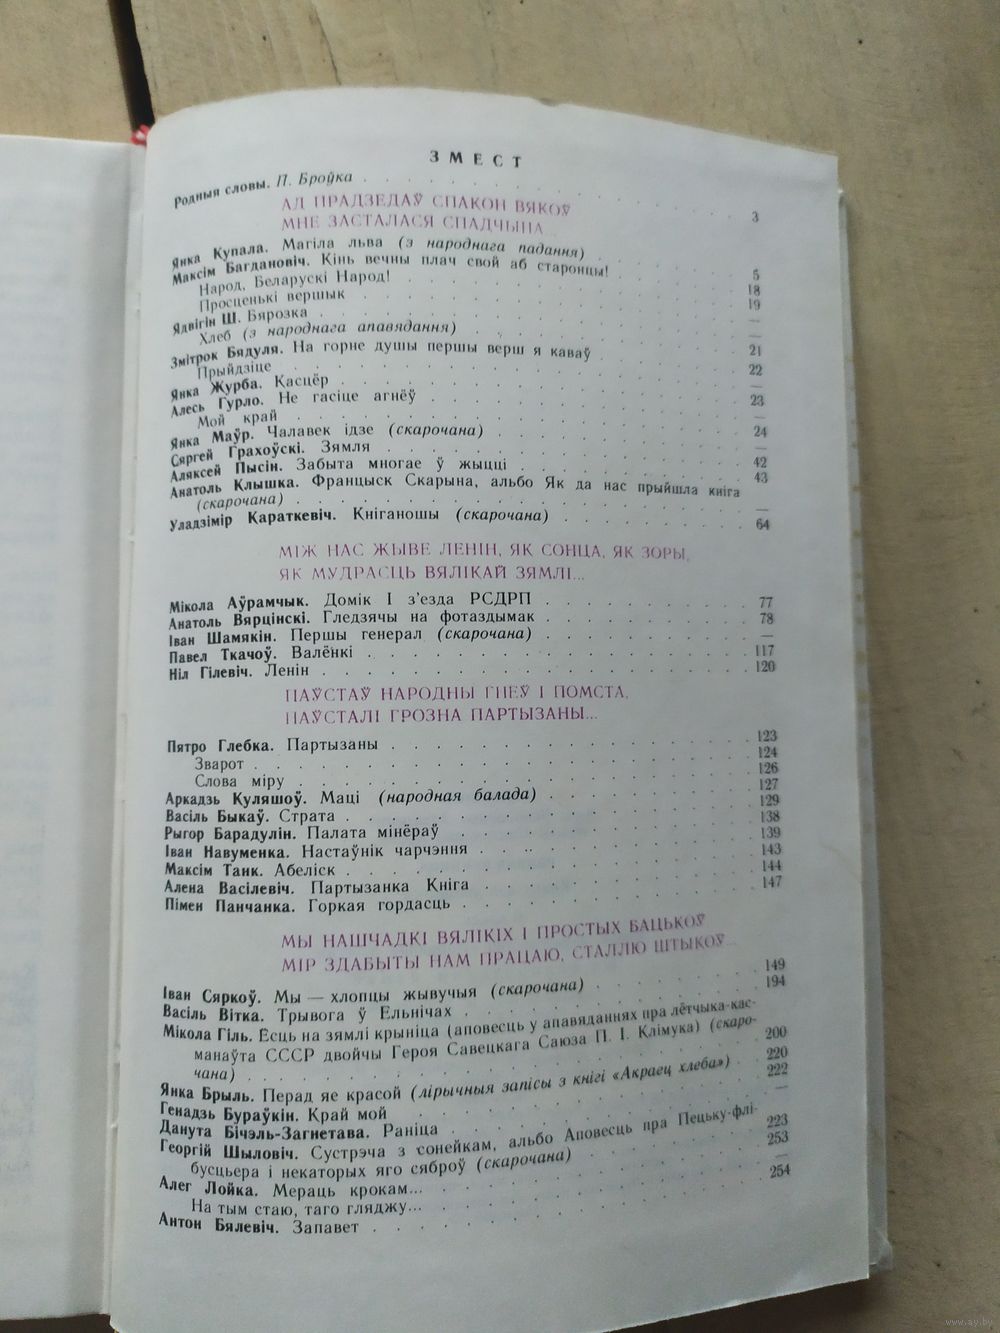 ЗМЕСТ
Родныя словы. П. Броўка . . . 3
АД ПРАДЗЕДАЎ СПАКОН ВЯКОЎ
МНЕ ЗАСТАЛАСЯ СПАДЧЫНА...
Янка Купала. Магіла льва (з народнага падання) . . . 5
Максім Багдановіч. Кінь вечны плач свой аб старонцы! . . . 18
Народ, Беларускі Народ! . . . 19
Просценькі вершык . . . —
Ядвігін Ш. Бярозка . . . —
Хлеб (з народнага апавядання) . . . 21
Змітрок Бядуля. На горне душы першы верш я каваў . . . 22
Прыйдзіце . . . —
Янка Журба. Касцёр . . . 23
Алесь Гурло. Не гасіце агнёў . . . —
Мой край . . . 24
Янка Маўр. Чалавек ідзе (скарочана)
Сяргей Грахоўскі. Зямля . . . 42
Аляксей Пысін. Забыта многае ў жыцці . . . 43
Анатоль Клышка. Францыск Скарына, альбо Як да нас прыйшла кніга
(скарочана) . . . —
Уладзімір Караткевіч. Кніганошы (скарочана) . . . 64
МІЖ НАС ЖЫВЕ ЛЕНІН, ЯК СОНЦА, ЯК ЗОРЫ,
ЯК МУДРАСЦЬ ВЯЛІКАЙ ЗЯМЛІ...
Мікола Аўрамчык. Домік І з'езда РСДРП . . . 77
Анатоль Вярцінскі. Гледзячы на фотаздымак . . . 78
Іван Шамякін. Першы генерал (скарочана) . . . —
Павел Ткачоў. Валёнкі . . . 117
Ніл Гілевіч. Ленін . . . 120
ПАЎСТАЎ НАРОДНЫ ГНЕЎ І ПОМСТА,
ПАЎСТАЛІ ГРОЗНА ПАРТЫЗАНЫ...
Пятро Глебка. Партызаны . . . 123
Зварот . . . 124
Слова міру . . . 126
Аркадзь Куляшоў. Маці (народная балада) . . . 127
Васіль Быкаў. Страта . . . 129
Рыгор Барадулін. Палата мінёраў . . . 138
Іван Навуменка. Настаўнік чарчэння . . . 139
Максім Танк. Абеліск . . . 143
Алена Васілевіч. Партызанка Кніга . . . 144
Пімен Панчанка. Горкая гордасць . . . 147
МЫ НАШЧАДКІ ВЯЛІКІХ І ПРОСТЫХ БАЦЬКОЎ
МІР ЗДАБЫТЫ НАМ ПРАЦАЮ, СТАЛЛЮ ШТЫКОЎ...
Іван Сяркоў. Мы — хлопцы жывучыя (скарочана) . . . 149
Васіль Вітка. Трывога ў Ельнічах . . . 194
Мікола Гіль. Ёсць на зямлі крыніца (аповесць у апавяданнях пра лётчыка-кас-
манаўта СССР двойчы Героя Савецкага Саюза П. І. Клімука) (скаро-
чана) . . . 200
Янка Брыль. Перад яе красой (лірычныя запісы з кнігі «Акраец хлеба») . . . 220
Генадзь Бураўкін. Край мой . . . 222
Данута Бічэль-Загнетава. Раніца . . . —
Георгій Шыловіч. Сустрэча з сонейкам, альбо Аповесць пра Пецьку-флі-
бусцьера і некаторых яго сяброў (скарочана) . . . 223
Алег Лойка. Мераць крокам... . . . 253
На тым стаю, таго гляджу... . . . —
Антон Бялевіч. Запавет . . . 254
www.ay.by